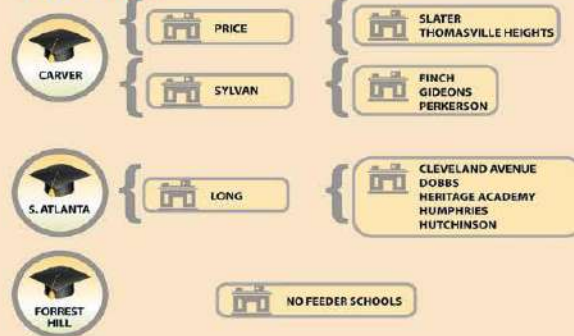 CARVER
PRICE
SLATER
THOMASVILLE HEIGHTS
SYLVAN
FINCH
GIDEONS
PERKERSON
S. ATLANTA
LONG
CLEVELAND AVENUE
DOBBS
HERITAGE ACADEMY
HUMPHRIES
HUTCHINSON
FORREST
HILL
NO FEEDER SCHOOLS